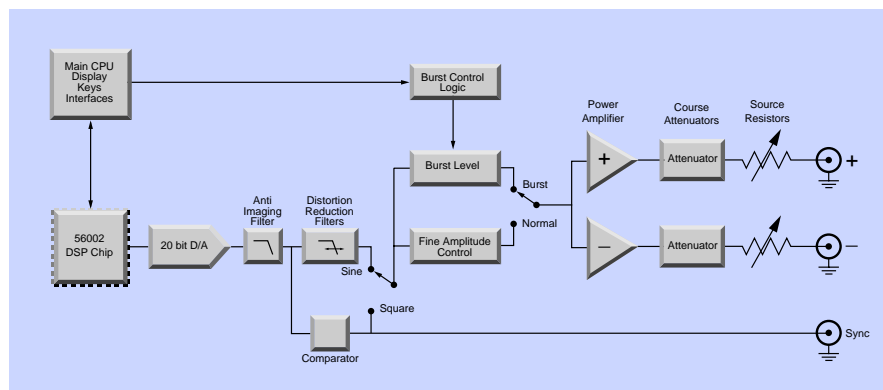 Main CPU
Display
Keys
Interfaces
Burst Control
Logic
Power
Amplifier
Course
Attenuators
Source
Resistors
+
Attenuator
+
Burst Level
Burst
Normal
56002
DSP Chip
20 bit D/A
Anti
Imaging
Filter
Distortion
Reduction
Filters
Sine
Fine Amplitude
Control
−
Attenuator
−
Square
Comparator
Sync